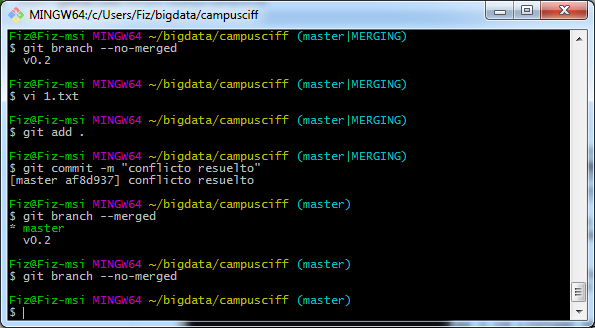 MINGW64:/c/Users/Fiz/bigdata/campusciff
Fiz@Fiz-msi MINGW64 ~/bigdata/campusciff (master|MERGING)
$ git branch --no-merged
  v0.2
Fiz@Fiz-msi MINGW64 ~/bigdata/campusciff (master|MERGING)
$ vi 1.txt
Fiz@Fiz-msi MINGW64 ~/bigdata/campusciff (master|MERGING)
$ git add .
Fiz@Fiz-msi MINGW64 ~/bigdata/campusciff (master|MERGING)
$ git commit -m "conflicto resuelto"
[master af8d937] conflicto resuelto
Fiz@Fiz-msi MINGW64 ~/bigdata/campusciff (master)
$ git branch --merged
* master
  v0.2
Fiz@Fiz-msi MINGW64 ~/bigdata/campusciff (master)
$ git branch --no-merged
Fiz@Fiz-msi MINGW64 ~/bigdata/campusciff (master)
$